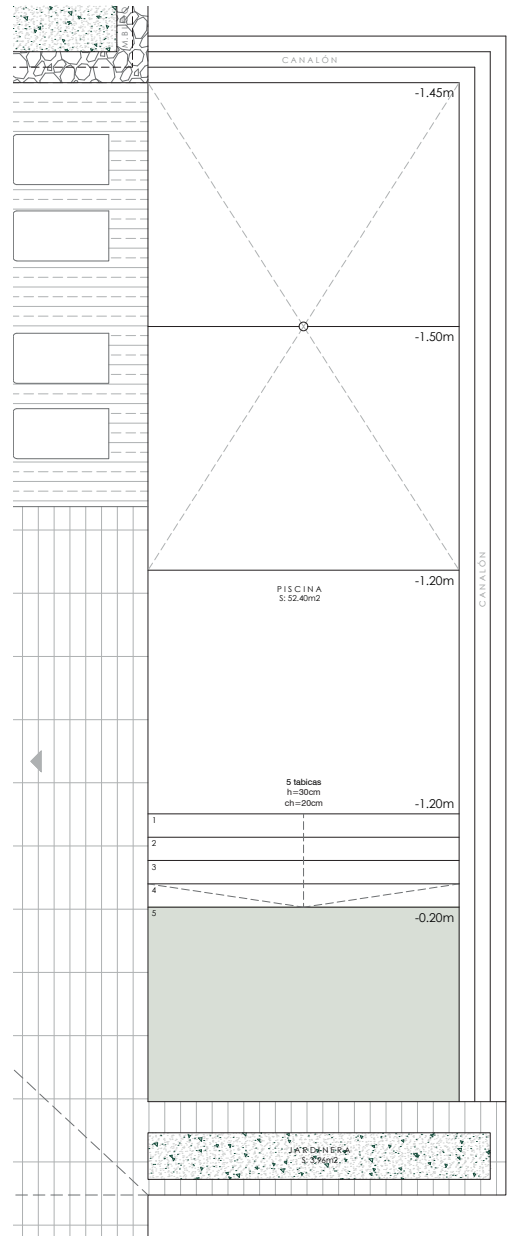 CANALÓN
-1.45m
-1.50m
-1.20m
PISCINA
S: 52.40m2
CANALÓN
5 tabicas
h=30cm
ch=20cm
-1.20m
1
2
3
4
5
-0.20m
JARDINERA